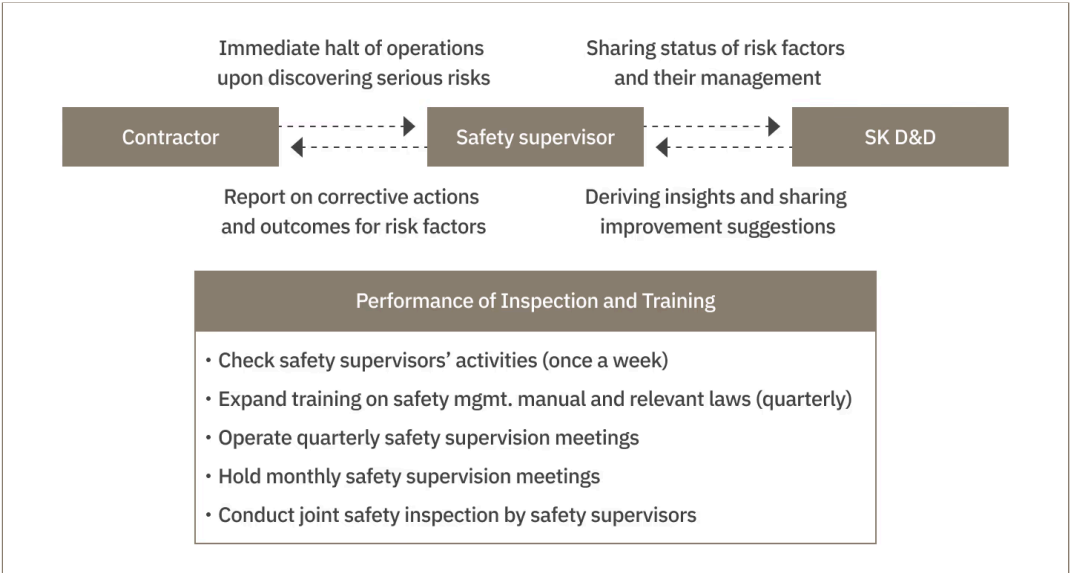 Immediate halt of operations
upon discovering serious risks
Sharing status of risk factors
and their management
Contractor
Safety supervisor
SK D&D
Report on corrective actions
and outcomes for risk factors
Deriving insights and sharing
improvement suggestions
Performance of Inspection and Training
• Check safety supervisors’ activities (once a week)
• Expand training on safety mgmt. manual and relevant laws (quarterly)
• Operate quarterly safety supervision meetings
• Hold monthly safety supervision meetings
• Conduct joint safety inspection by safety supervisors